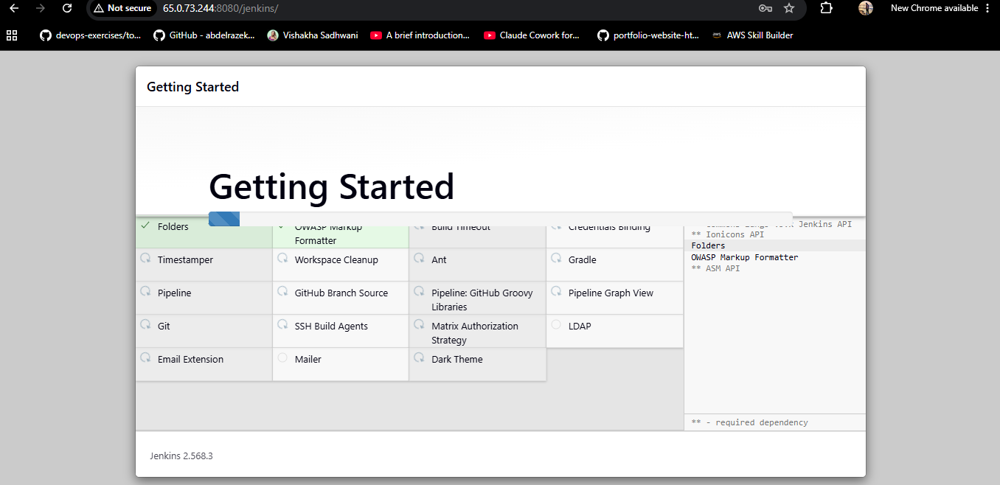 Not secure 65.0.73.244:8080/jenkins/ New Chrome available
devops-exercises/to... GitHub - abdelrazek... Vishakha Sadhwani A brief introduction... Claude Cowork for... portfolio-website-ht... aws AWS Skill Builder
Getting Started
Getting Started
Folders
OWASP Markup
Formatter
Build Timeout
Credentials Binding
Timestamper
Workspace Cleanup
Ant
Gradle
Pipeline
GitHub Branch Source
Pipeline: GitHub Groovy
Libraries
Pipeline Graph View
Git
SSH Build Agents
Matrix Authorization
Strategy
LDAP
Email Extension
Mailer
Dark Theme
Jenkins API
** Ionicons API
Folders
OWASP Markup Formatter
** ASM API
** - required dependency
Jenkins 2.568.3